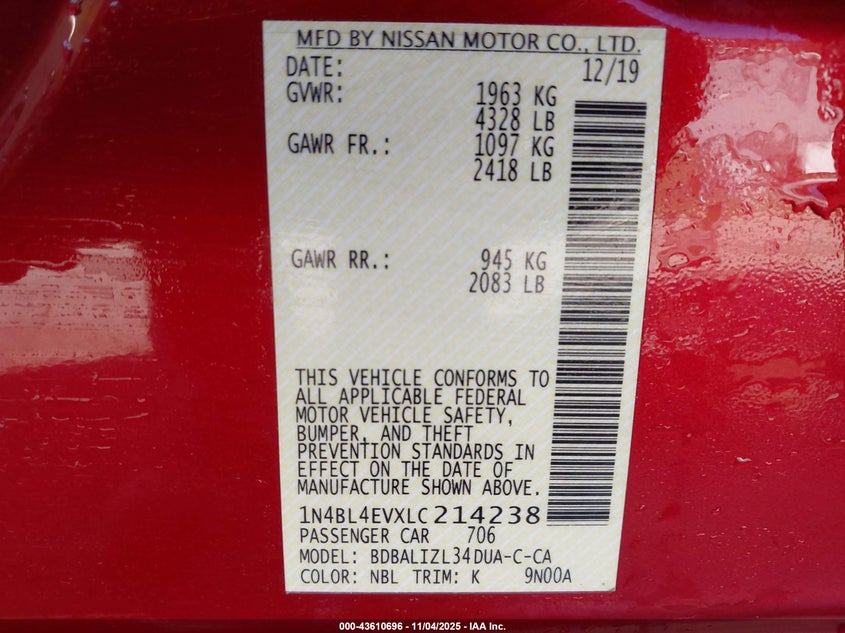 MFD BY NISSAN MOTOR CO., LTD.
DATE: 12/19
GVWR: 1963 KG
4328 LB
GAWR FR.: 1097 KG
2418 LB
GAWR RR.: 945 KG
2083 LB
THIS VEHICLE CONFORMS TO
ALL APPLICABLE FEDERAL
MOTOR VEHICLE SAFETY,
BUMPER, AND THEFT
PREVENTION STANDARDS IN
EFFECT ON THE DATE OF
MANUFACTURE SHOWN ABOVE.
1N4BL4EVXLC214238
PASSENGER CAR 706
MODEL: BDBALIZL34DUA-C-CA
COLOR: NBL TRIM: K 9N00A
000-43610696 - 11/04/2025 - IAA Inc.